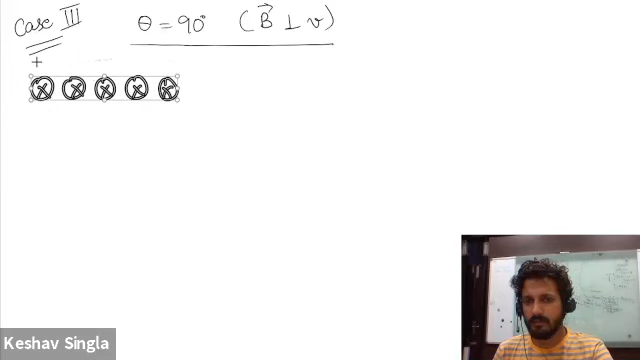 Case III θ = 90° (B⃗ ⊥ v)
Keshav Singla